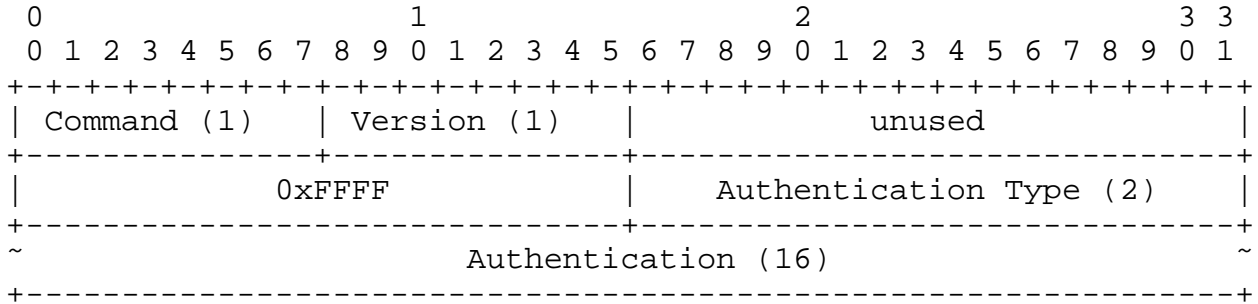 0                   1                   2                   3 3
0 1 2 3 4 5 6 7 8 9 0 1 2 3 4 5 6 7 8 9 0 1 2 3 4 5 6 7 8 9 0 1
+-+-+-+-+-+-+-+-+-+-+-+-+-+-+-+-+-+-+-+-+-+-+-+-+-+-+-+-+-+-+-+
| Command (1)   | Version (1)   |            unused             |
+---------------+---------------+-------------------------------+
|             0xFFFF            |    Authentication Type (2)    |
+-------------------------------+-------------------------------+
~                       Authentication (16)                     ~
+---------------------------------------------------------------+